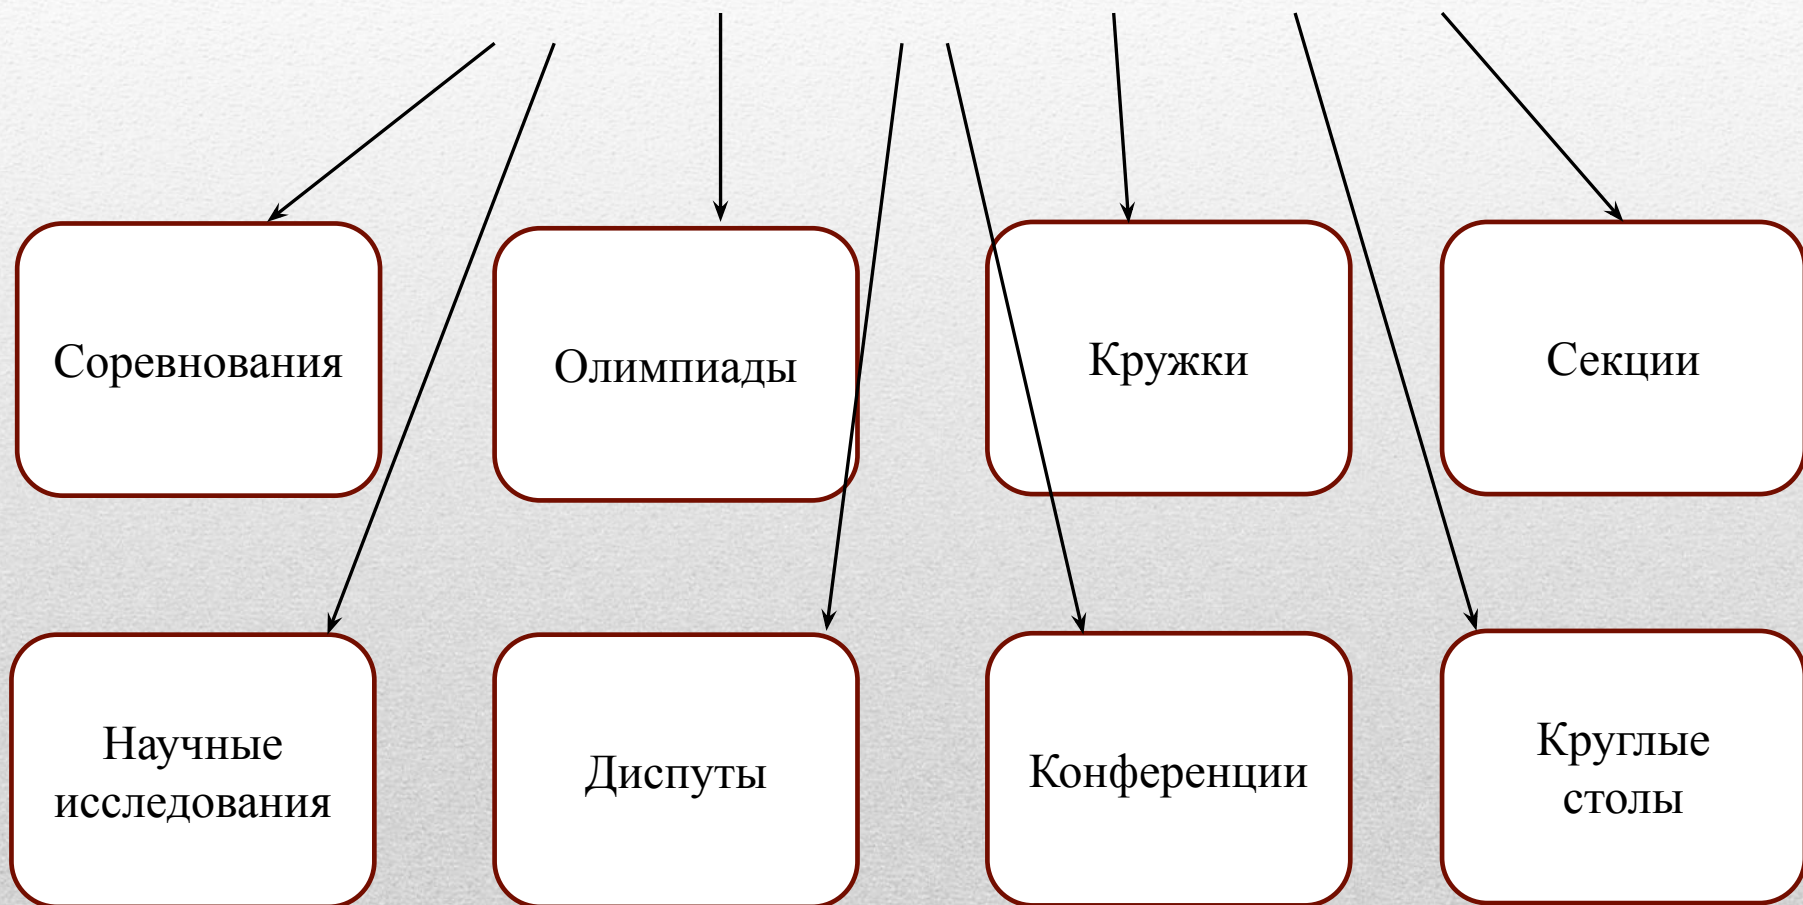 Соревнования
Олимпиады
Кружки
Секции
Научные
исследования
Диспуты
Конференции
Круглые
столы